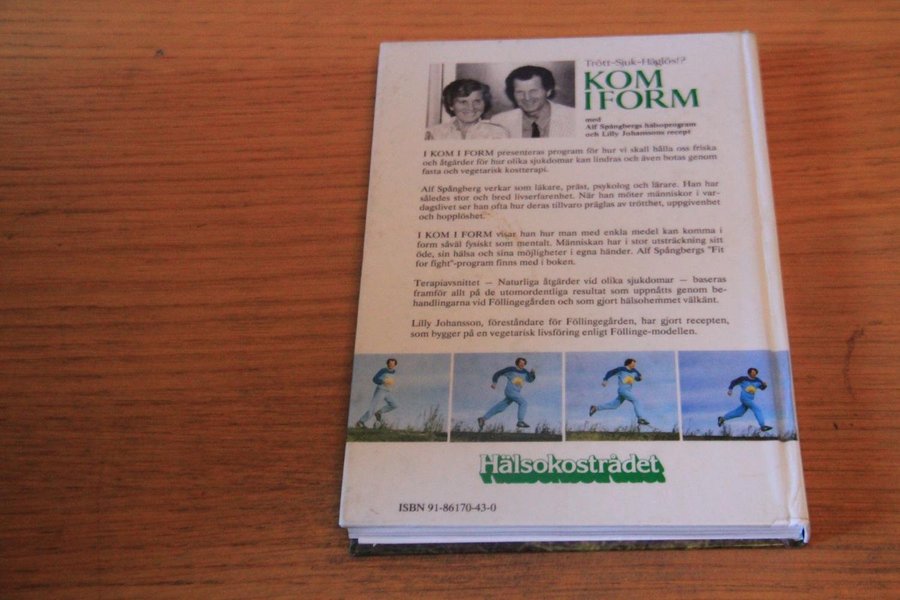 Trött-Sjuk-Håglös!?
KOM
I FORM
med
Alf Spångbergs hälsoprogram
och Lilly Johanssons recept
I KOM I FORM presenteras program för hur vi skall hålla oss friska
och åtgärder för hur olika sjukdomar kan lindras och även botas genom
fasta och vegetarisk kostterapi.
Alf Spångberg verkar som läkare, präst, psykolog och lärare. Han har
således stor och bred livserfarenhet. När han möter människor i var-
dagslivet ser han ofta hur deras tillvaro präglas av trötthet, uppgivenhet
och hopplöshet.
I KOM I FORM visar han hur man med enkla medel kan komma i
form såväl fysiskt som mentalt. Människan har i stor utsträckning sitt
öde, sin hälsa och sina möjligheter i egna händer. Alf Spångbergs "Fit
for fight"-program finns med i boken.
Terapiavsnittet — Naturliga åtgärder vid olika sjukdomar — baseras
framför allt på de utomordentliga resultat som uppnåtts genom be-
handlingarna vid Föllingegården och som gjort hälsohemmet välkänt.
Lilly Johansson, föreståndare för Föllingegården, har gjort recepten,
som bygger på en vegetarisk livsföring enligt Föllinge-modellen.
Hälsokostrådet
ISBN 91-86170-43-0